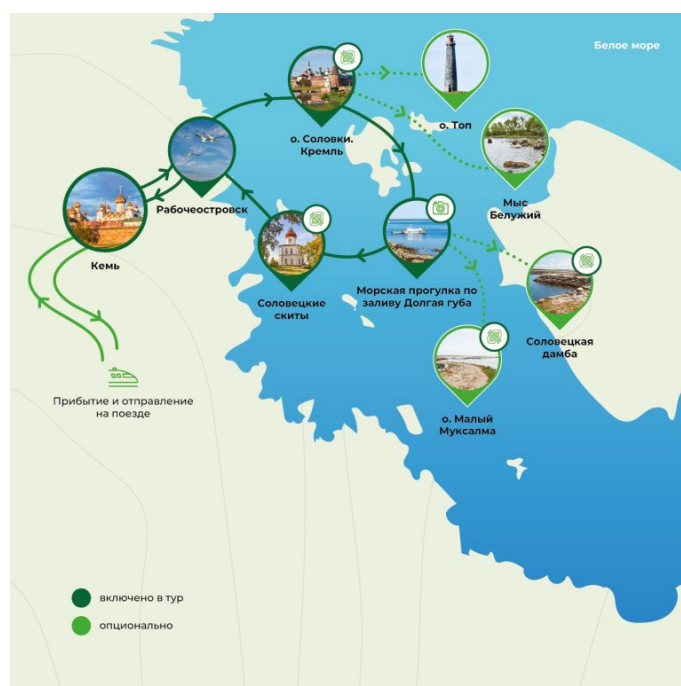 Белое море
о. Соловки.
Кремль
о. Топ
Мыс
Белужий
Рабочеостровск
Кемь
Соловецкие
скиты
Морская прогулка по
заливу Долгая губа
Соловецкая
дамба
о. Малый
Муксалма
Прибытие и отправление
на поезде
включено в тур
опционально